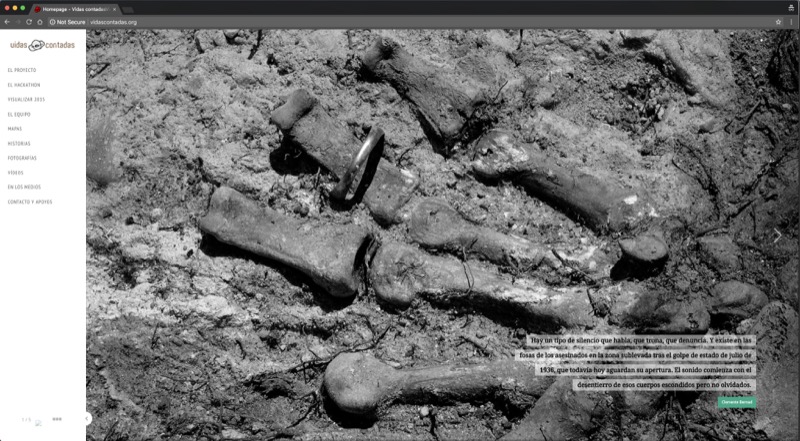 Homepage - Vidas contadas
Not Secure
vidascontadas.org
vidas contadas
EL PROYECTO
EL HACKATHON
VISUALIZAR 2015
EL EQUIPO
MAPAS
HISTORIAS
FOTOGRAFÍAS
VÍDEOS
EN LOS MEDIOS
CONTACTO Y APOYOS
Hay un tipo de silencio que habla, que trona, que denuncia. Y existe en las
fosas de los asesinados en la zona sublevada tras el golpe de estado de julio de
1936, que todavía hoy aguardan su apertura. El sonido comienza con el
desentierro de esos cuerpos escondidos pero no olvidados.
Clemente Bernad